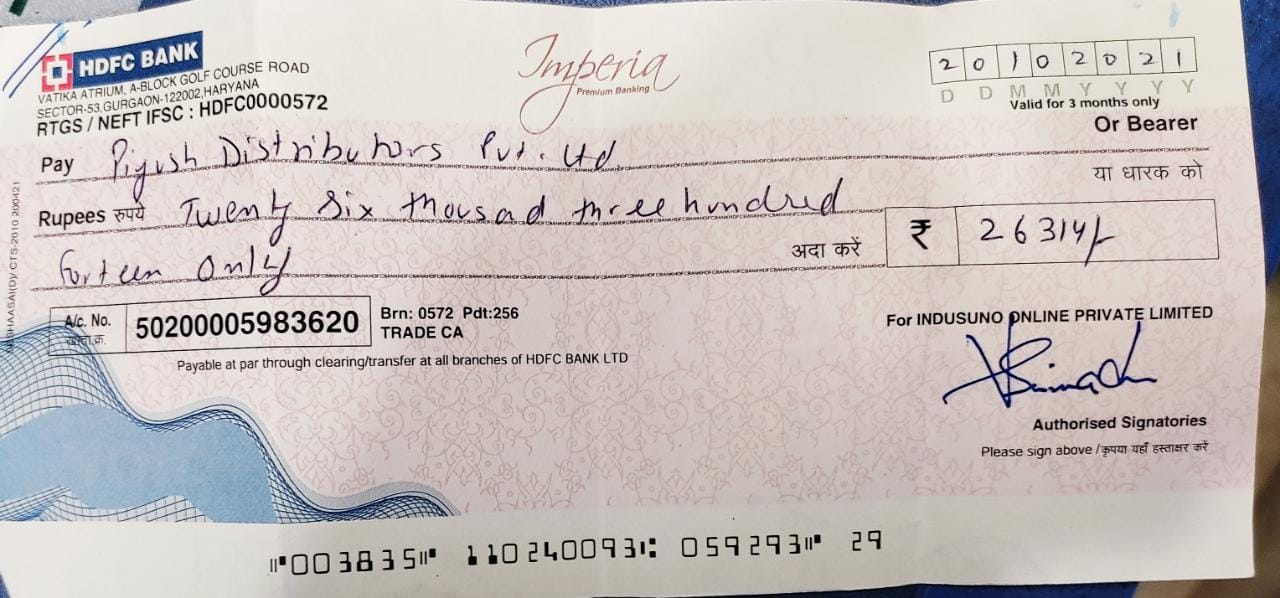 HDFC BANK
VATIKA ATRIUM, A-BLOCK GOLF COURSE ROAD
SECTOR-53, GURGAON-122002, HARYANA
RTGS / NEFT IFSC : HDFC0000572
Imperia
Premium Banking
2 0 1 0 2 0 2 1
D D M M Y Y Y Y
Valid for 3 months only
Or Bearer
Pay Piyush Distributors Pvt. Ltd
या धारक को
Rupees रुपये Twenty Six thousad three hundred
forteen Only अदा करें ₹ 26314/-
A/c. No. 50200005983620 Brn: 0572 Pdt:256
खाता क्र. TRADE CA
For INDUSUNO ONLINE PRIVATE LIMITED
Payable at par through clearing/transfer at all branches of HDFC BANK LTD
Authorised Signatories
Please sign above / कृपया यहाँ हस्ताक्षर करें
CTS-2010 200421
⑈003835⑈ 110240093⑆ 059293⑈ 29